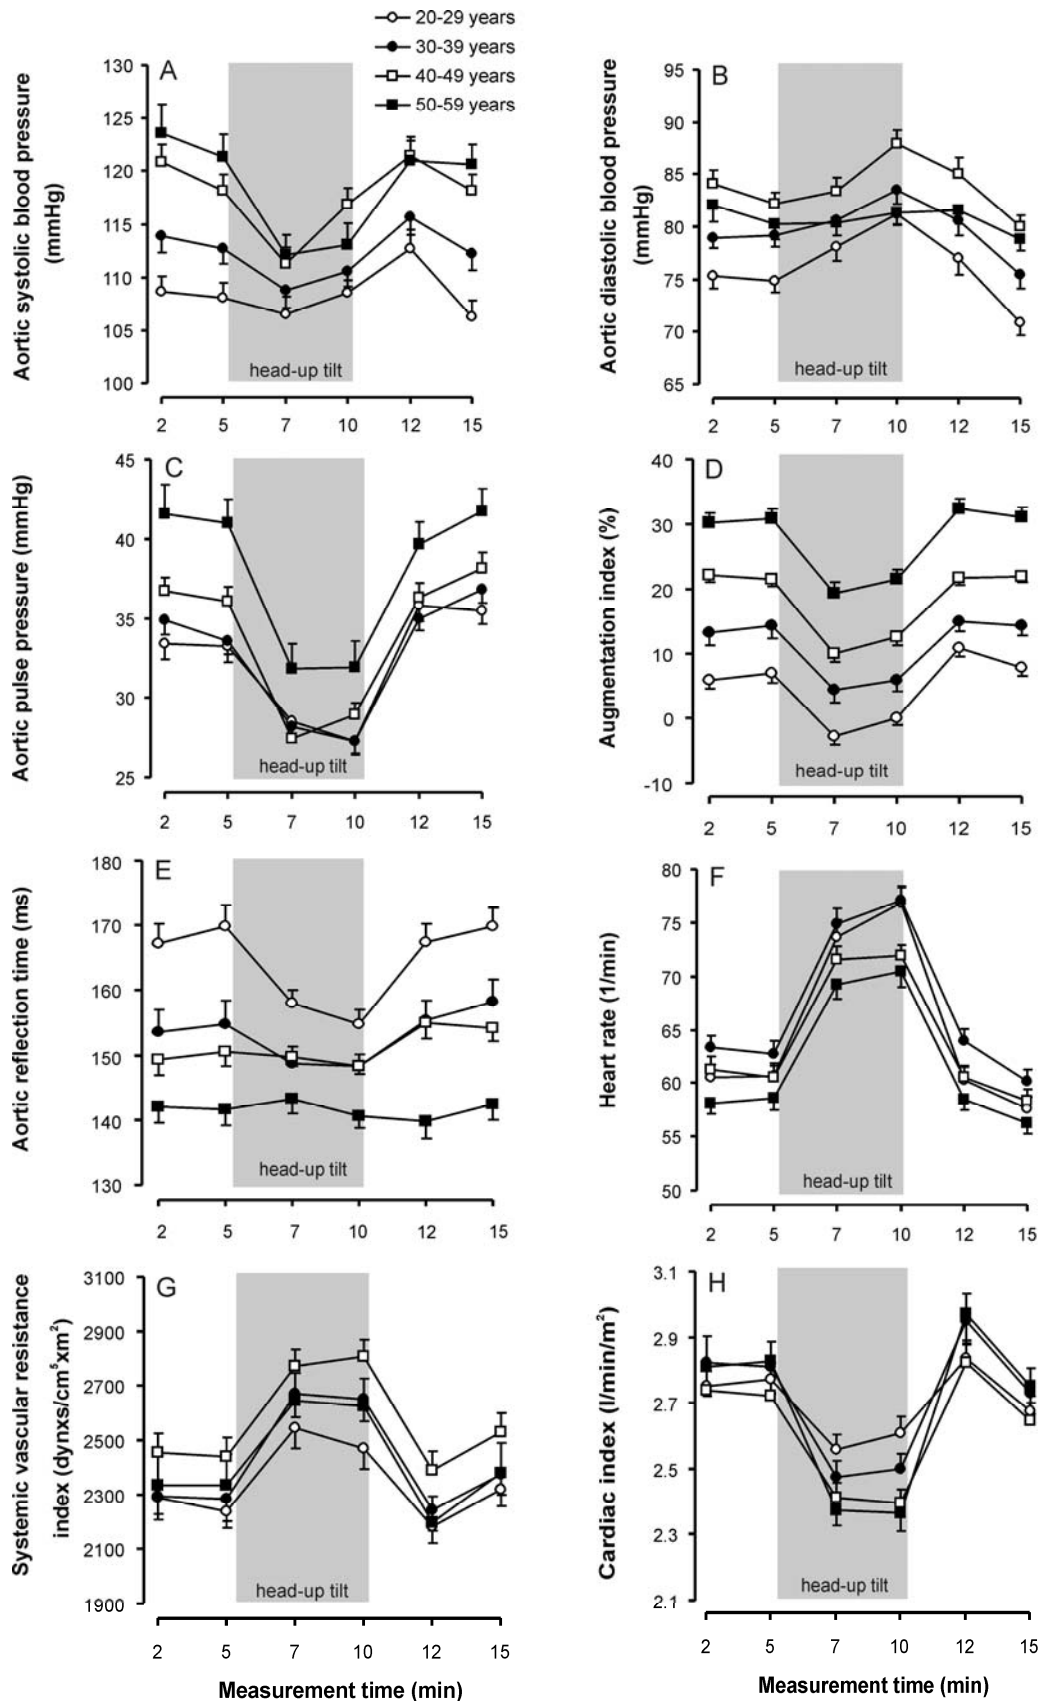 20-29 years
30-39 years
40-49 years
50-59 years
A
Aortic systolic blood pressure
(mmHg)
130
125
120
115
110
105
100
head-up tilt
2 5 7 10 12 15
B
Aortic diastolic blood pressure
(mmHg)
95
90
85
80
75
70
65
head-up tilt
2 5 7 10 12 15
C
Aortic pulse pressure (mmHg)
45
40
35
30
25
head-up tilt
2 5 7 10 12 15
D
Augmentation index (%)
40
30
20
10
0
-10
head-up tilt
2 5 7 10 12 15
E
Aortic reflection time (ms)
180
170
160
150
140
130
head-up tilt
2 5 7 10 12 15
F
Heart rate (1/min)
80
75
70
65
60
55
50
head-up tilt
2 5 7 10 12 15
G
Systemic vascular resistance
index (dynxs/cm⁵xm²)
3100
2900
2700
2500
2300
2100
1900
head-up tilt
2 5 7 10 12 15
Measurement time (min)
H
Cardiac index (l/min/m²)
3.1
2.9
2.7
2.5
2.3
2.1
head-up tilt
2 5 7 10 12 15
Measurement time (min)